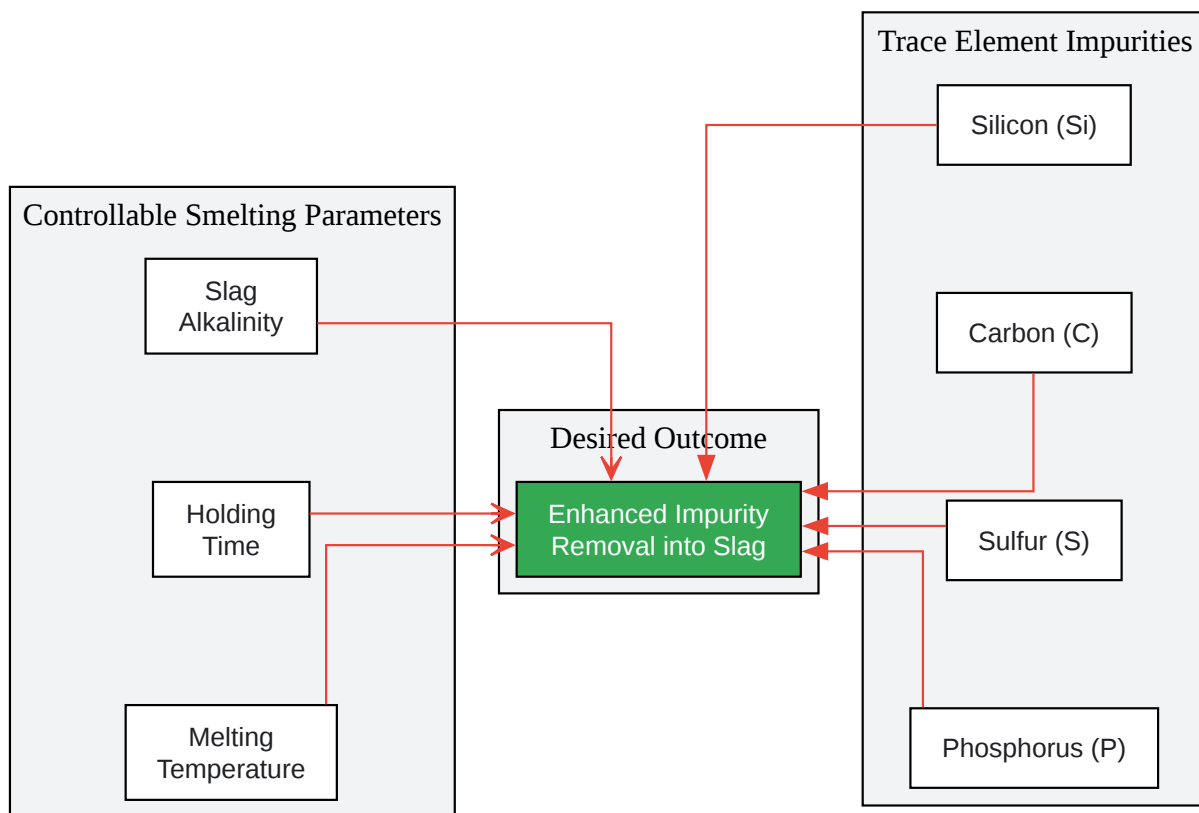 Controllable Smelting Parameters
Slag
Alkalinity
Holding
Time
Melting
Temperature
Desired Outcome
Enhanced Impurity
Removal into Slag
Trace Element Impurities
Silicon (Si)
Carbon (C)
Sulfur (S)
Phosphorus (P)